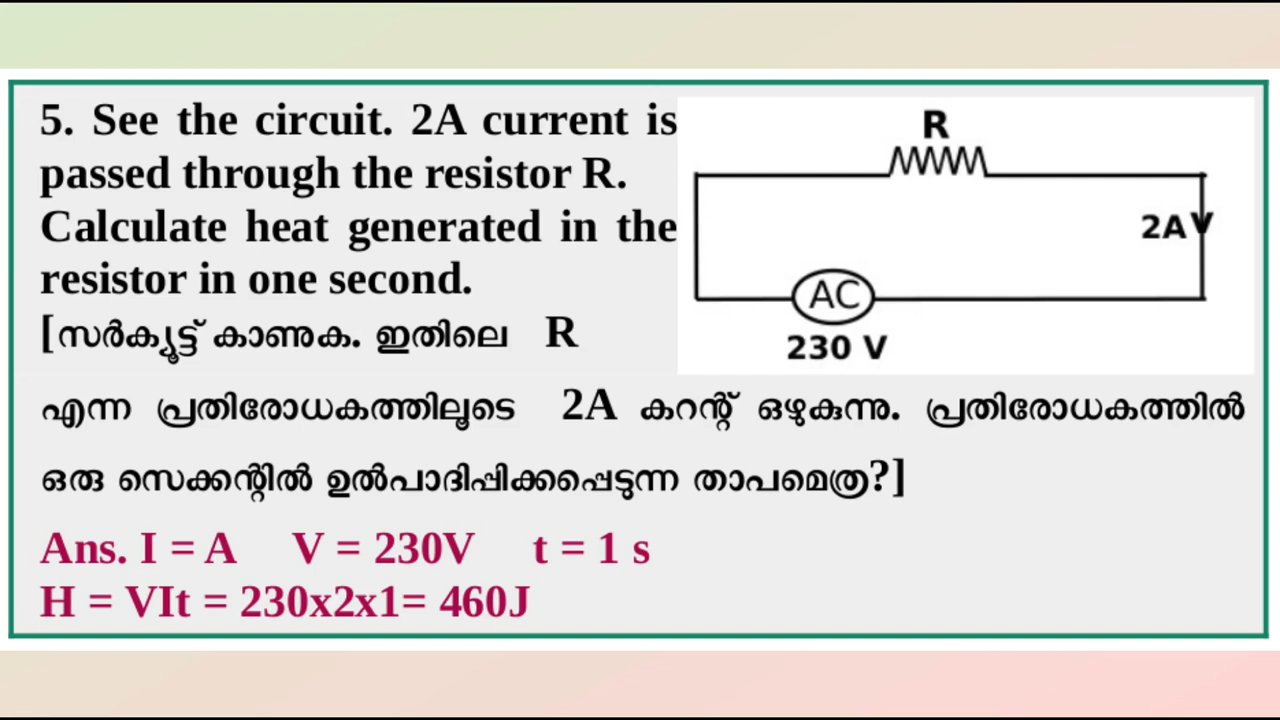 5. See the circuit. 2A current is
passed through the resistor R.
Calculate heat generated in the
resistor in one second.
[സർക്യൂട്ട് കാണുക. ഇതിലെ R
എന്ന പ്രതിരോധകത്തിലൂടെ 2A കറന്റ് ഒഴുകുന്നു. പ്രതിരോധകത്തിൽ
ഒരു സെക്കന്റിൽ ഉൽപാദിപ്പിക്കപ്പെടുന്ന താപമെത്ര?]
Ans. I = A V = 230V t = 1 s
H = VIt = 230x2x1= 460J
R
2A
AC
230 V